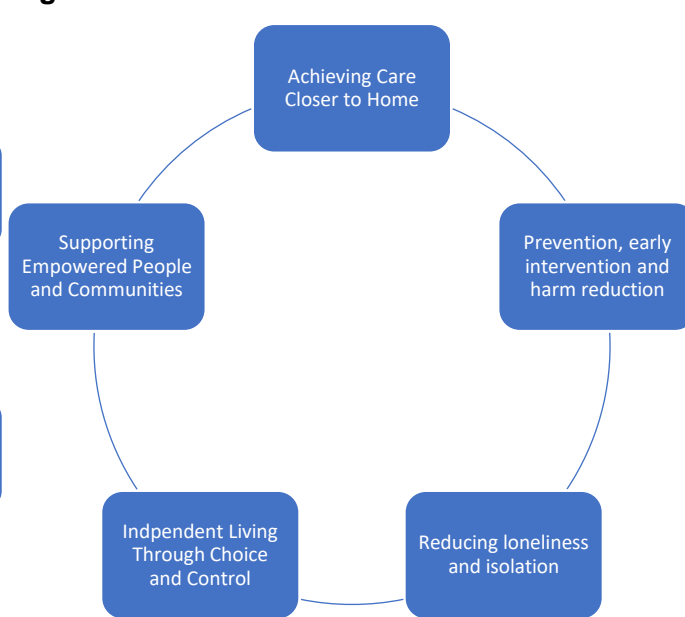 Achieving Care
Closer to Home
Prevention, early
intervention and
harm reduction
Reducing loneliness
and isolation
Indpendent Living
Through Choice
and Control
Supporting
Empowered People
and Communities